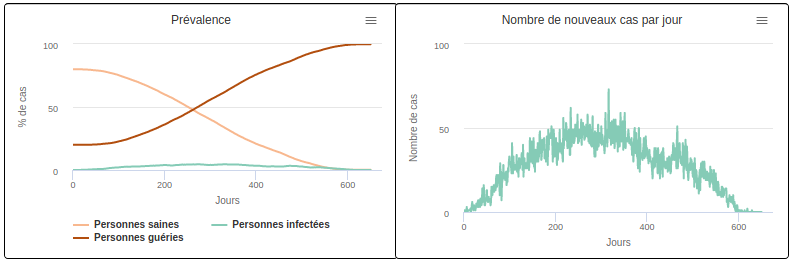 Prévalence
% de cas
100
50
0
0
200
400
600
Jours
Personnes saines
Personnes infectées
Personnes guéries
Nombre de nouveaux cas par jour
Nombre de cas
100
50
0
0
200
400
600
Jours